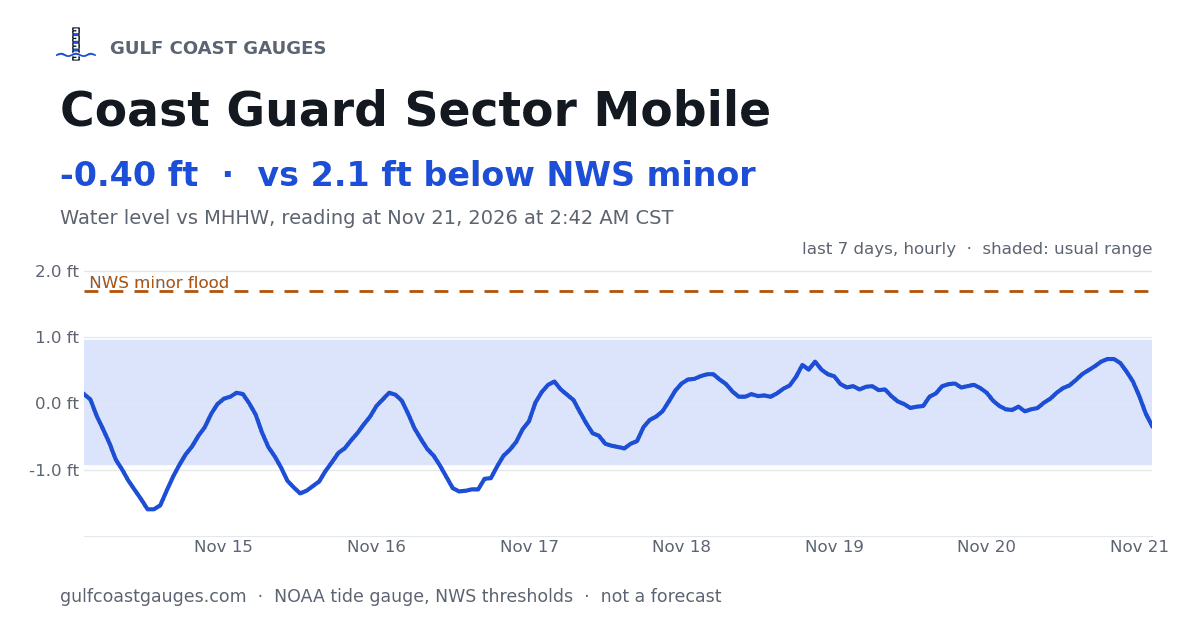 GULF COAST GAUGES
Coast Guard Sector Mobile
-0.40 ft · vs 2.1 ft below NWS minor
Water level vs MHHW, reading at Nov 21, 2026 at 2:42 AM CST
last 7 days, hourly · shaded: usual range
2.0 ft
NWS minor flood
1.0 ft
0.0 ft
-1.0 ft
Nov 15 Nov 16 Nov 17 Nov 18 Nov 19 Nov 20 Nov 21
gulfcoastgauges.com · NOAA tide gauge, NWS thresholds · not a forecast